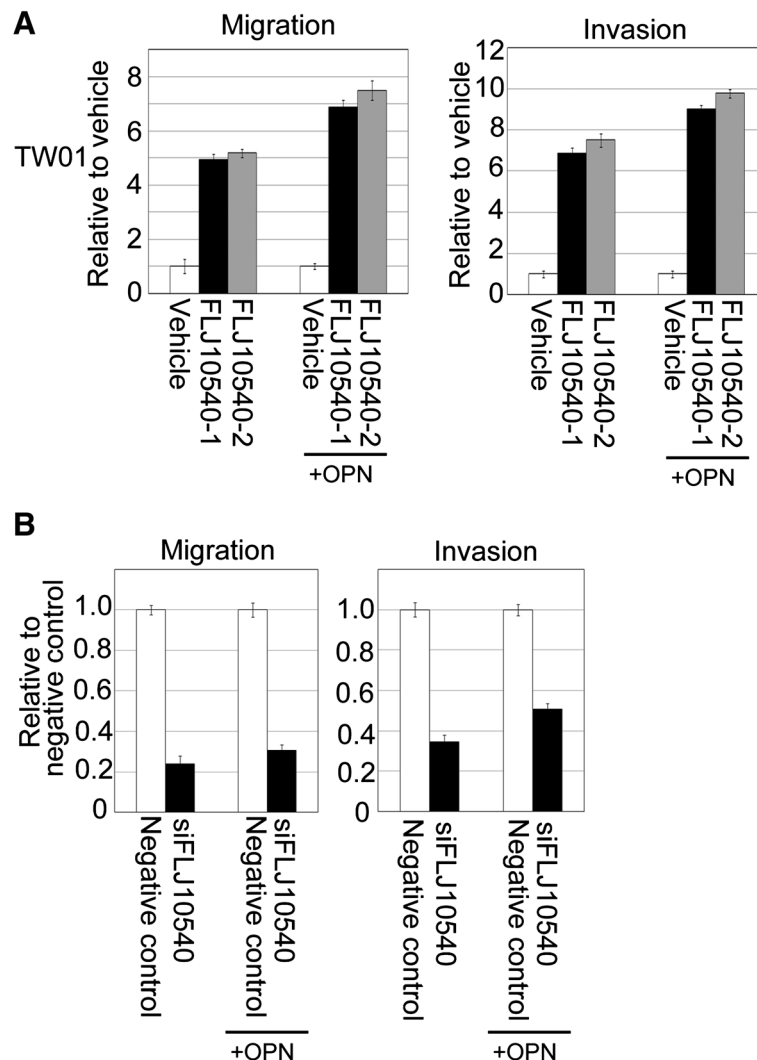 A
Migration
Relative to vehicle
TW01
8
6
4
2
0
Vehicle
FLJ10540-1
FLJ10540-2
Vehicle
FLJ10540-1
FLJ10540-2
+OPN
Invasion
Relative to vehicle
12
10
8
6
4
2
0
Vehicle
FLJ10540-1
FLJ10540-2
Vehicle
FLJ10540-1
FLJ10540-2
+OPN
B
Migration
Relative to
negative control
1.0
0.8
0.6
0.4
0.2
0
Negative control
siFLJ10540
Negative control
siFLJ10540
+OPN
Invasion
1.0
0.8
0.6
0.4
0.2
0
Negative control
siFLJ10540
Negative control
siFLJ10540
+OPN